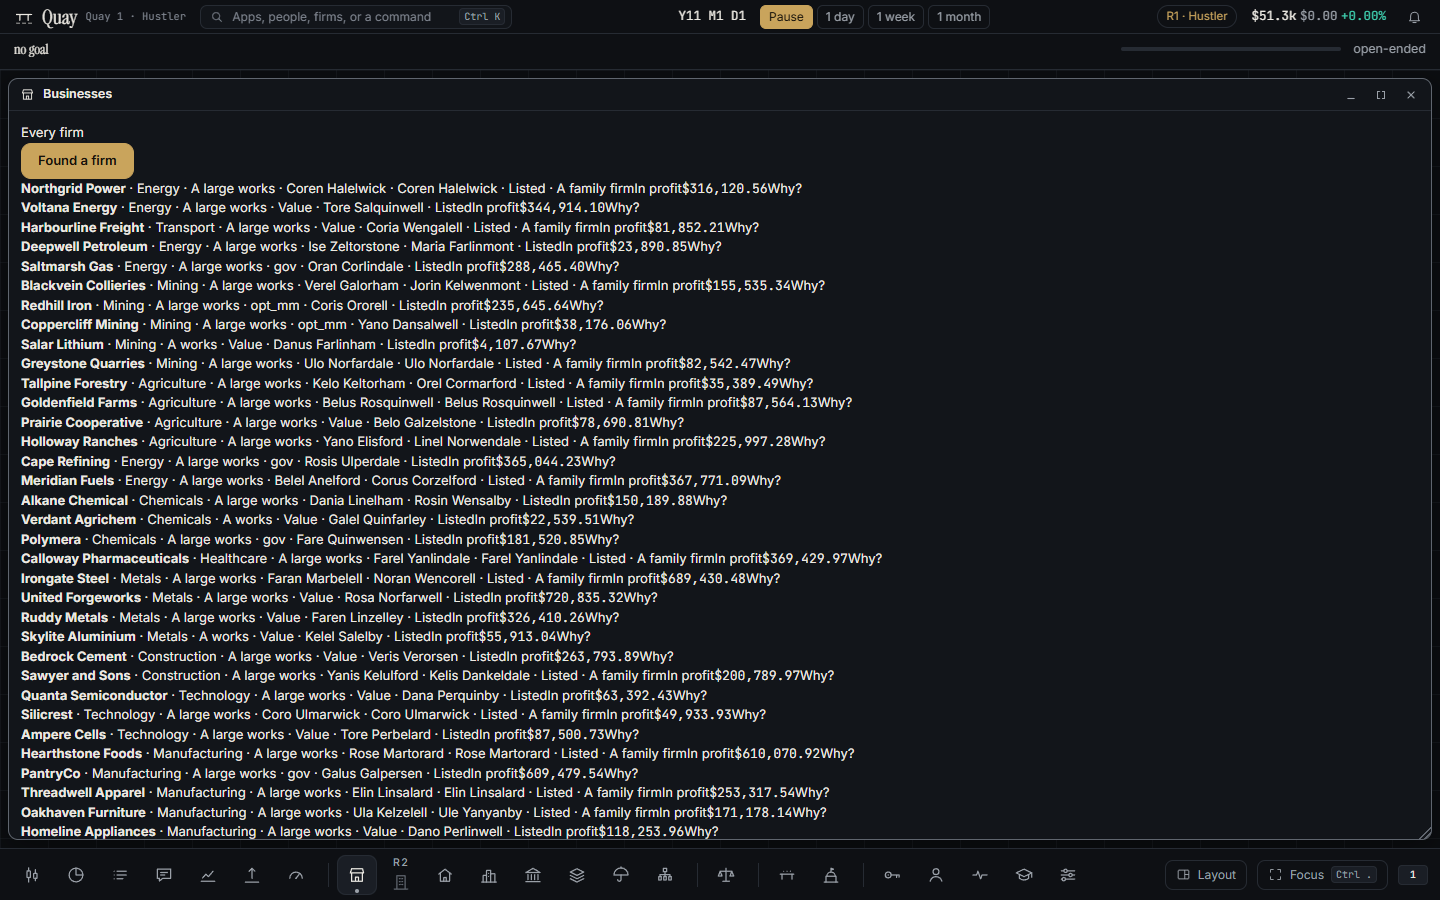 Quay Quay 1 · Hustler Apps, people, firms, or a command Ctrl K Y11 M1 D1 Pause 1 day 1 week 1 month R1 · Hustler $51.3k $0.00 +0.00%
no goal open-ended
Businesses
Every firm
Found a firm
Northgrid Power · Energy · A large works · Coren Halelwick · Coren Halelwick · Listed · A family firmIn profit$316,120.56Why?
Voltana Energy · Energy · A large works · Value · Tore Salquinwell · ListedIn profit$344,914.10Why?
Harbourline Freight · Transport · A large works · Value · Coria Wengalell · Listed · A family firmIn profit$81,852.21Why?
Deepwell Petroleum · Energy · A large works · Ise Zeltorstone · Maria Farlinmont · ListedIn profit$23,890.85Why?
Saltmarsh Gas · Energy · A large works · gov · Oran Corlindale · ListedIn profit$288,465.40Why?
Blackvein Collieries · Mining · A large works · Verel Galorham · Jorin Kelwenmont · Listed · A family firmIn profit$155,535.34Why?
Redhill Iron · Mining · A large works · opt_mm · Coris Ororell · ListedIn profit$235,645.64Why?
Coppercliff Mining · Mining · A large works · opt_mm · Yano Dansalwell · ListedIn profit$38,176.06Why?
Salar Lithium · Mining · A works · Value · Danus Farlinham · ListedIn profit$4,107.67Why?
Greystone Quarries · Mining · A large works · Ulo Norfardale · Ulo Norfardale · Listed · A family firmIn profit$82,542.47Why?
Tallpine Forestry · Agriculture · A large works · Kelo Keltorham · Orel Cormarford · Listed · A family firmIn profit$35,389.49Why?
Goldenfield Farms · Agriculture · A large works · Belus Rosquinwell · Belus Rosquinwell · Listed · A family firmIn profit$87,564.13Why?
Prairie Cooperative · Agriculture · A large works · Value · Belo Galzelstone · ListedIn profit$78,690.81Why?
Holloway Ranches · Agriculture · A large works · Yano Elisford · Linel Norwendale · Listed · A family firmIn profit$225,997.28Why?
Cape Refining · Energy · A large works · gov · Rosis Ulperdale · ListedIn profit$365,044.23Why?
Meridian Fuels · Energy · A large works · Belel Anelford · Corus Corzelford · Listed · A family firmIn profit$367,771.09Why?
Alkane Chemical · Chemicals · A large works · Dania Linelham · Rosin Wensalby · ListedIn profit$150,189.88Why?
Verdant Agrichem · Chemicals · A works · Value · Galel Quinfarley · ListedIn profit$22,539.51Why?
Polymera · Chemicals · A large works · gov · Fare Quinwensen · ListedIn profit$181,520.85Why?
Calloway Pharmaceuticals · Healthcare · A large works · Farel Yanlindale · Farel Yanlindale · Listed · A family firmIn profit$369,429.97Why?
Irongate Steel · Metals · A large works · Faran Marbelell · Noran Wencorell · Listed · A family firmIn profit$689,430.48Why?
United Forgeworks · Metals · A large works · Value · Rosa Norfarwell · ListedIn profit$720,835.32Why?
Ruddy Metals · Metals · A large works · Value · Faren Linzelley · ListedIn profit$326,410.26Why?
Skylite Aluminium · Metals · A works · Value · Kelel Salelby · ListedIn profit$55,913.04Why?
Bedrock Cement · Construction · A large works · Value · Veris Verorsen · ListedIn profit$263,793.89Why?
Sawyer and Sons · Construction · A large works · Yanis Kelulford · Kelis Dankeldale · Listed · A family firmIn profit$200,789.97Why?
Quanta Semiconductor · Technology · A large works · Value · Dana Perquinby · ListedIn profit$63,392.43Why?
Silicrest · Technology · A large works · Coro Ulmarwick · Coro Ulmarwick · Listed · A family firmIn profit$49,933.93Why?
Ampere Cells · Technology · A large works · Value · Tore Perbelard · ListedIn profit$87,500.73Why?
Hearthstone Foods · Manufacturing · A large works · Rose Martorard · Rose Martorard · Listed · A family firmIn profit$610,070.92Why?
PantryCo · Manufacturing · A large works · gov · Galus Galpersen · ListedIn profit$609,479.54Why?
Threadwell Apparel · Manufacturing · A large works · Elin Linsalard · Elin Linsalard · Listed · A family firmIn profit$253,317.54Why?
Oakhaven Furniture · Manufacturing · A large works · Ula Kelzelell · Ule Yanyanby · Listed · A family firmIn profit$171,178.14Why?
Homeline Appliances · Manufacturing · A large works · Value · Dano Perlinwell · ListedIn profit$118,253.96Why?
R2
Layout Focus Ctrl . 1